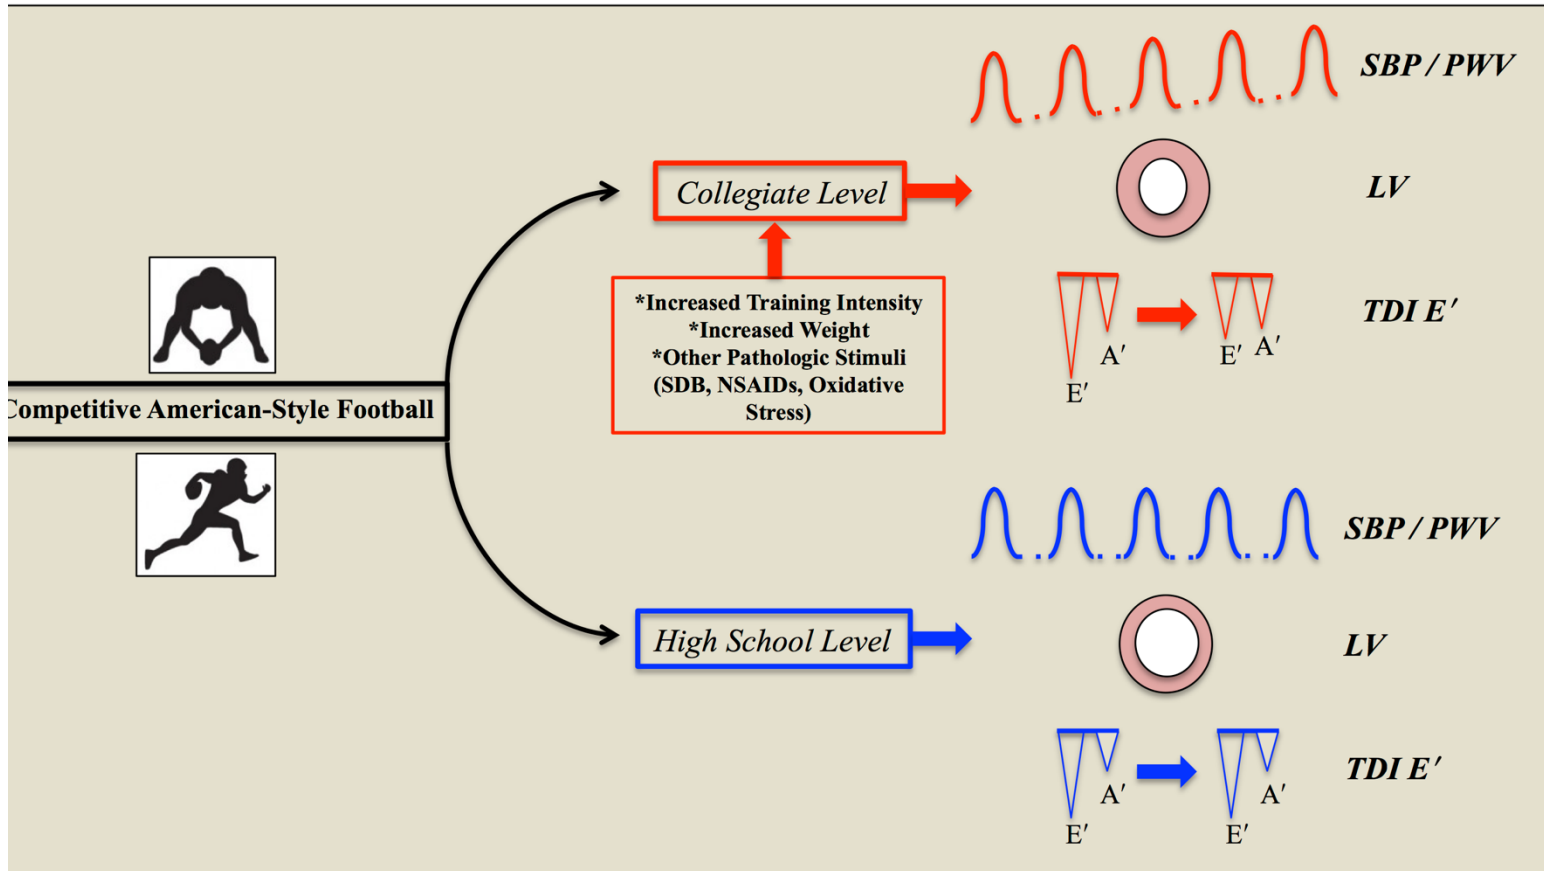 Competitive American-Style Football
Collegiate Level
*Increased Training Intensity
*Increased Weight
*Other Pathologic Stimuli
(SDB, NSAIDs, Oxidative
Stress)
SBP / PWV
LV
TDI E′
E′
A′
E′
A′
High School Level
SBP / PWV
LV
TDI E′
E′
A′
E′
A′